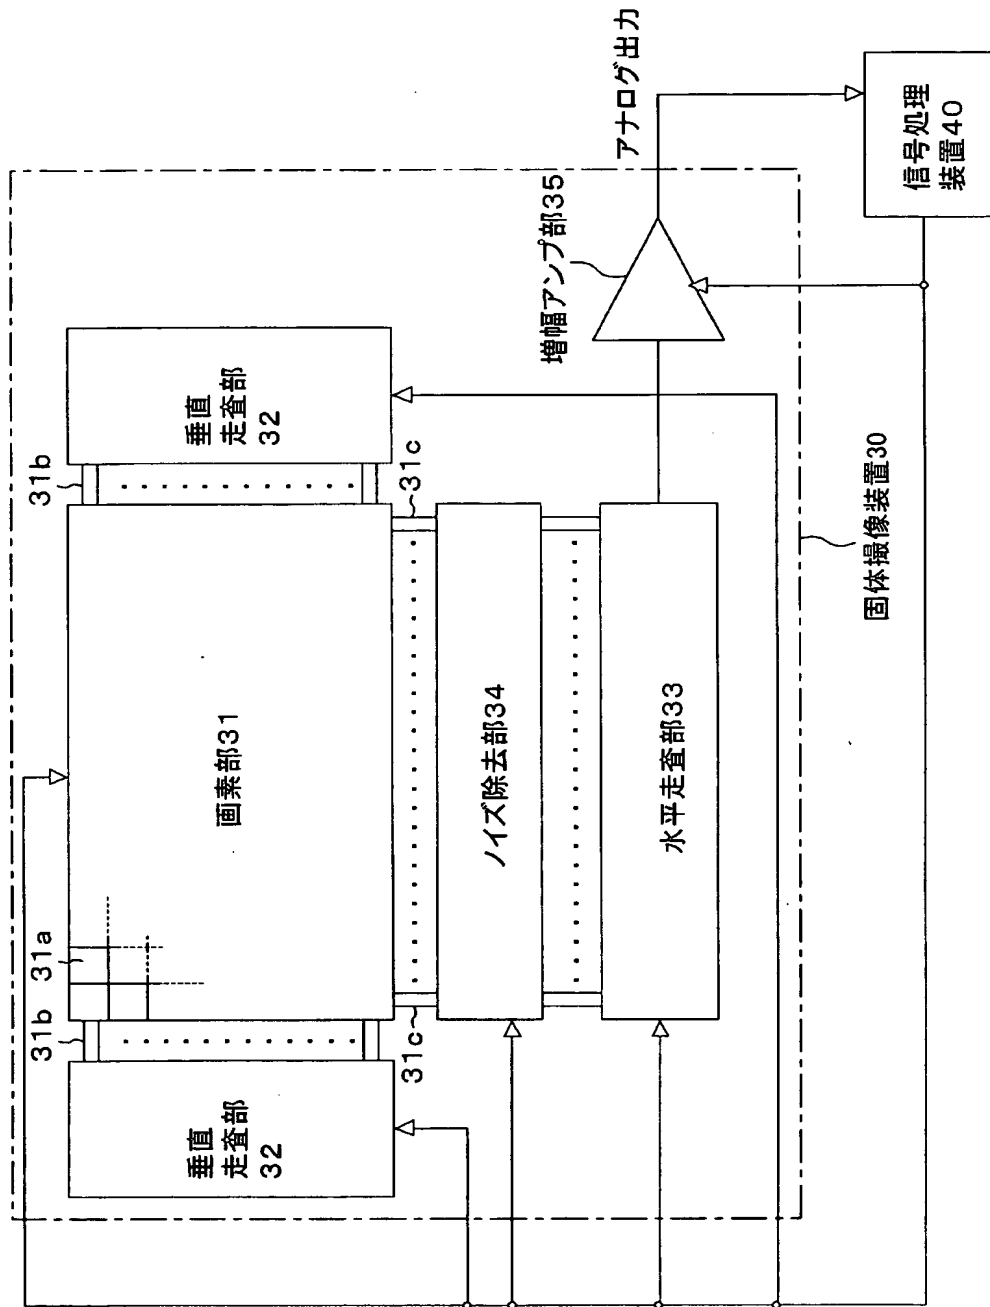 31b
31a
31b
画素部31
垂直
走査部
32
垂直
走査部
32
31c
31c
ノイズ除去部34
水平走査部33
増幅アンプ部35
アナログ出力
信号処理
装置40
固体撮像装置30